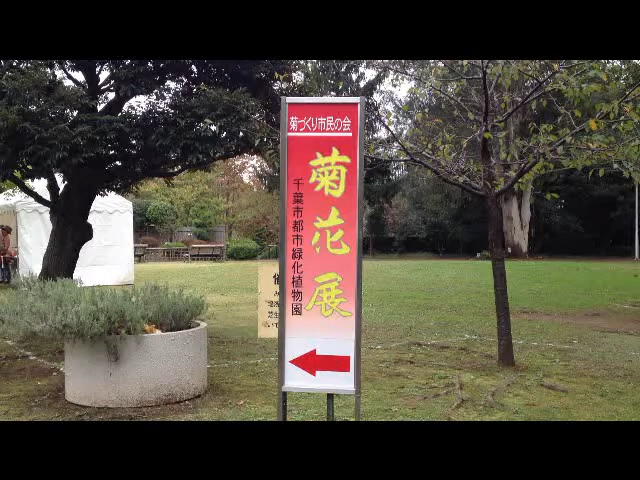 菊づくり市民の会
菊花展
千葉市都市緑化植物園